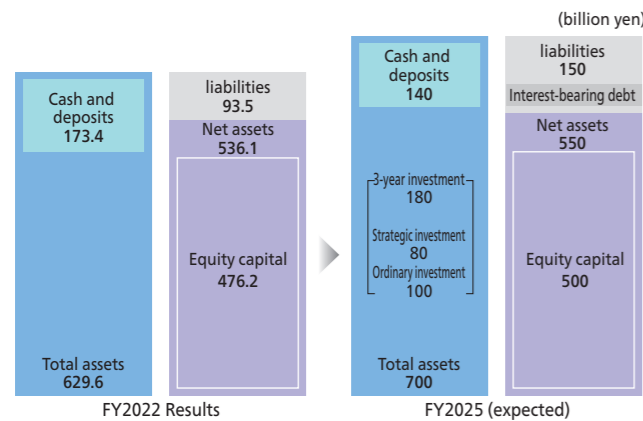 (billion yen)
Cash and
deposits
173.4
Total assets
629.6
liabilities
93.5
Net assets
536.1
Equity capital
476.2
FY2022 Results
Cash and
deposits
140
3-year investment
180
Strategic investment
80
Ordinary investment
100
Total assets
700
liabilities
150
Interest-bearing debt
Net assets
550
Equity capital
500
FY2025 (expected)